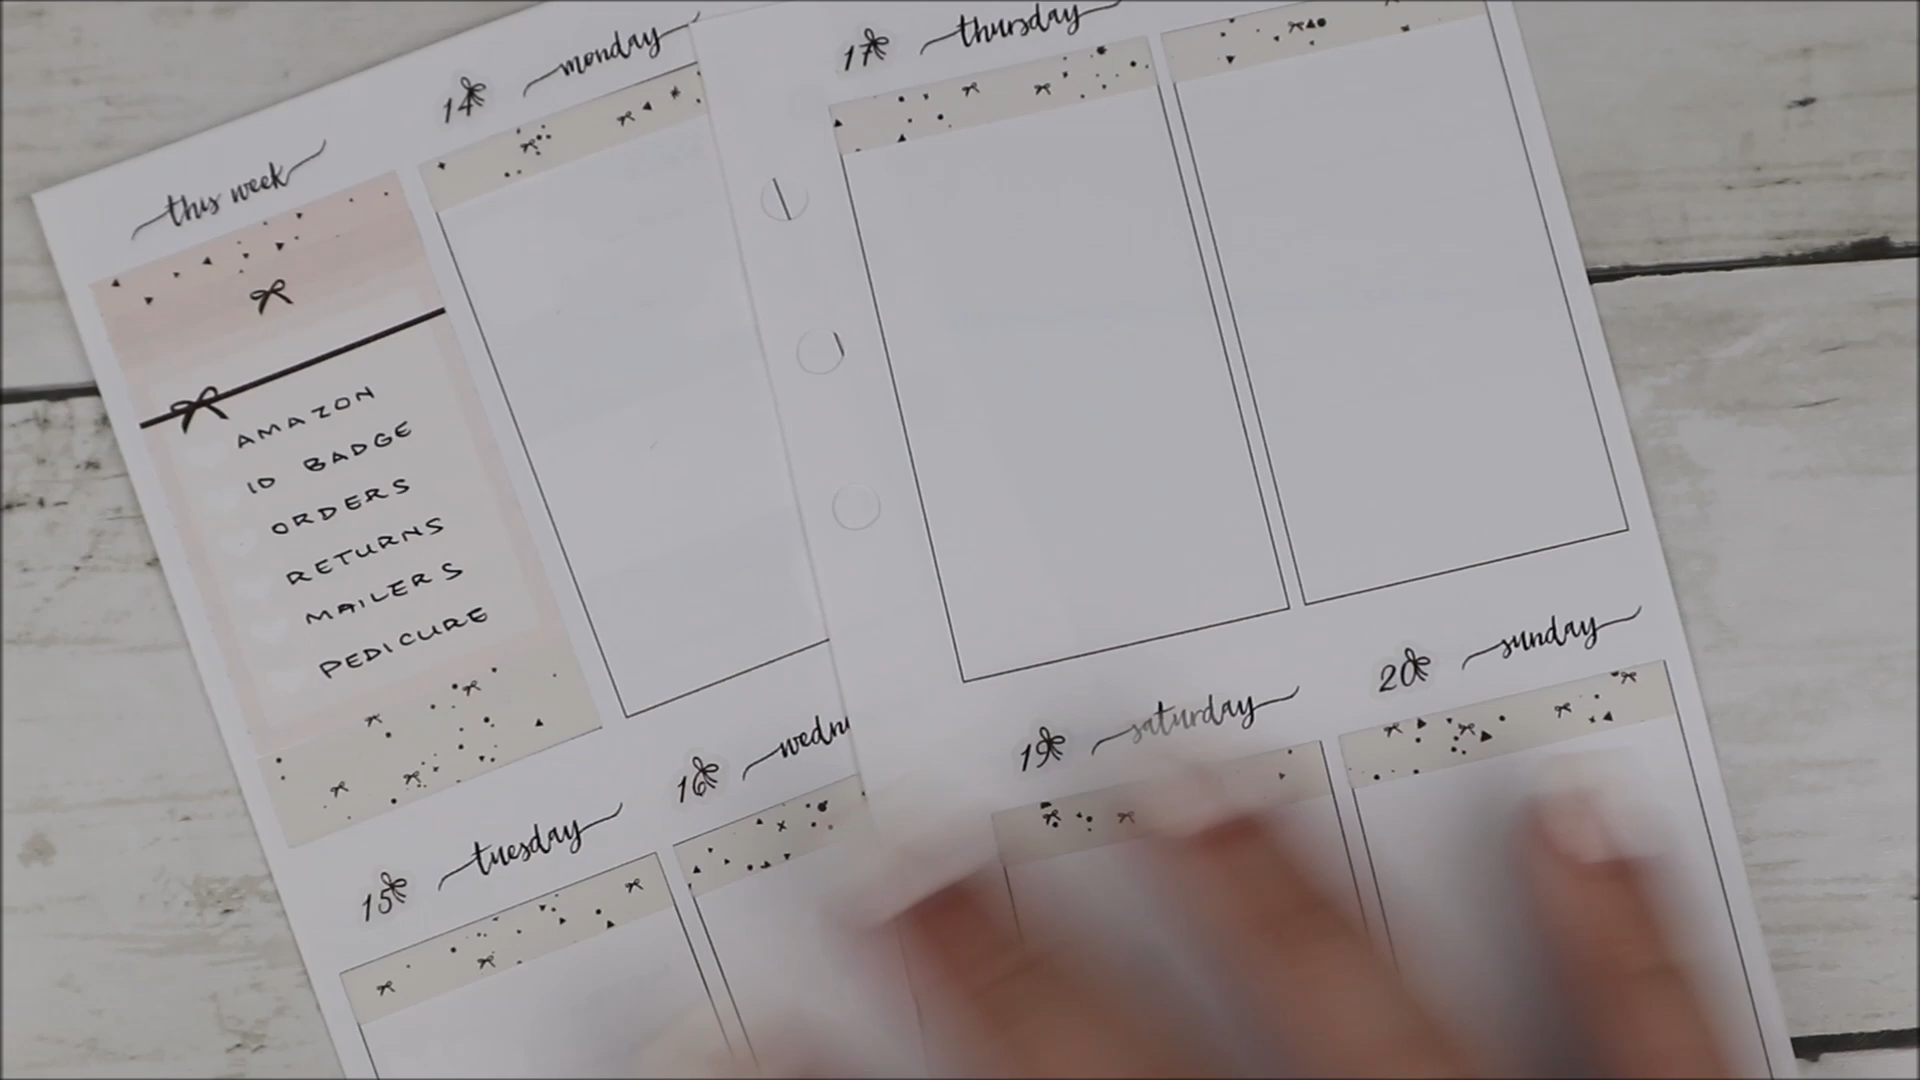 this week
AMAZON
ID BADGE
ORDERS
RETURNS
MAILERS
PEDICURE
14 monday
15 tuesday
16 wedn
17 thursday
19 saturday
20 sunday